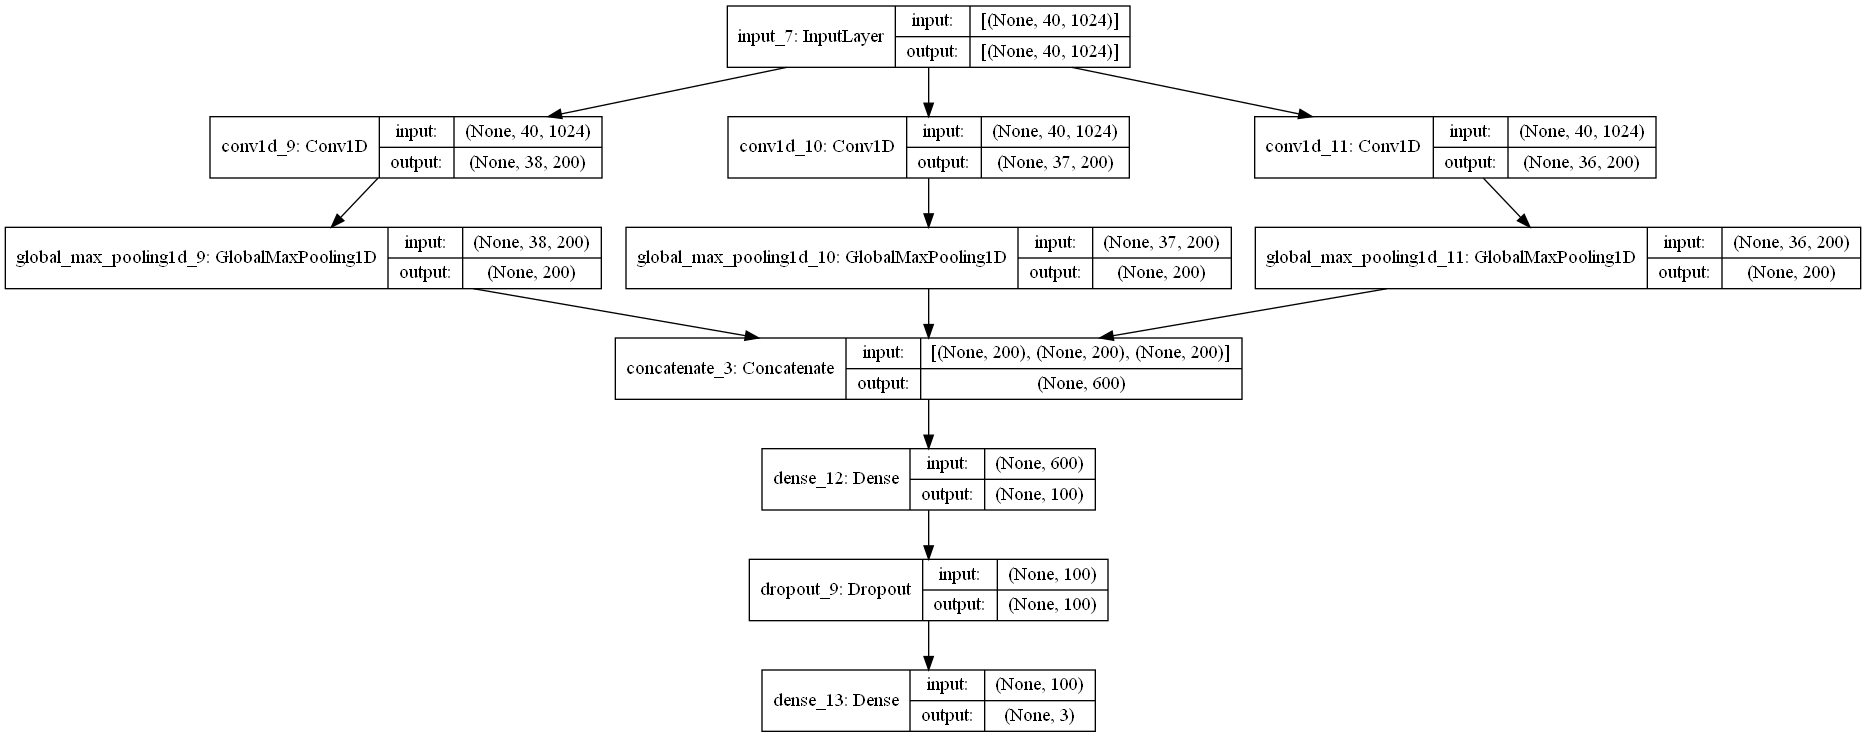 input_7: InputLayer
input: [(None, 40, 1024)]
output: [(None, 40, 1024)]
conv1d_9: Conv1D
input: (None, 40, 1024)
output: (None, 38, 200)
conv1d_10: Conv1D
input: (None, 40, 1024)
output: (None, 37, 200)
conv1d_11: Conv1D
input: (None, 40, 1024)
output: (None, 36, 200)
global_max_pooling1d_9: GlobalMaxPooling1D
input: (None, 38, 200)
output: (None, 200)
global_max_pooling1d_10: GlobalMaxPooling1D
input: (None, 37, 200)
output: (None, 200)
global_max_pooling1d_11: GlobalMaxPooling1D
input: (None, 36, 200)
output: (None, 200)
concatenate_3: Concatenate
input: [(None, 200), (None, 200), (None, 200)]
output: (None, 600)
dense_12: Dense
input: (None, 600)
output: (None, 100)
dropout_9: Dropout
input: (None, 100)
output: (None, 100)
dense_13: Dense
input: (None, 100)
output: (None, 3)